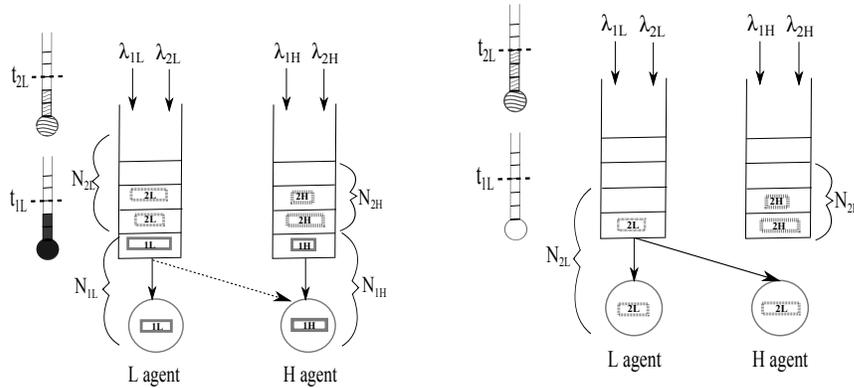 λ1L λ2L
λ1H λ2H
t2L
t1L
N2L
2L
2L
1L
2H
2H
1H
N2H
N1L
N1H
1L
1H
L agent
H agent
λ1L λ2L
λ1H λ2H
t2L
t1L
2L
2H
2H
N2L
2L
2L
L agent
H agent